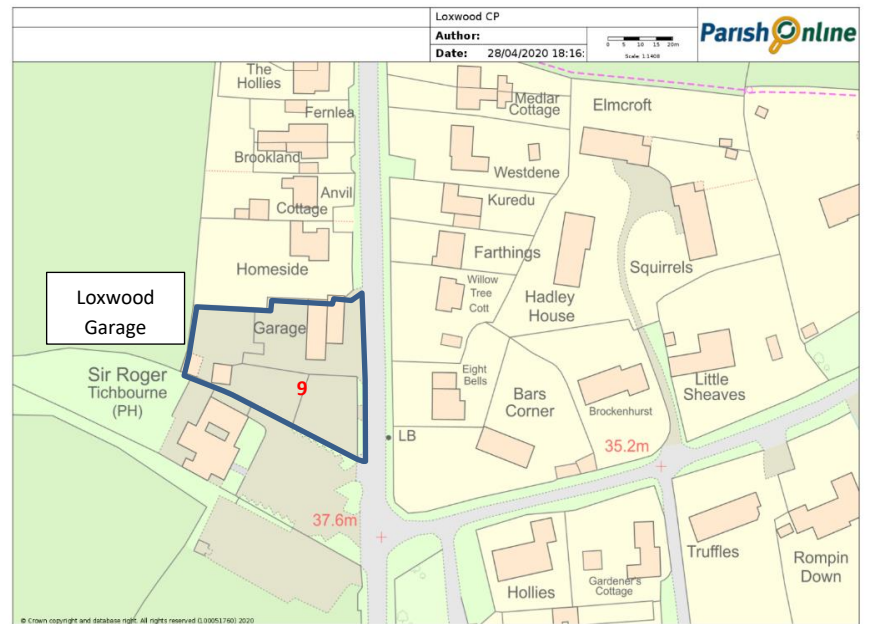 Loxwood CP
Author:
Date: 28/04/2020 18:16:
0 5 10 15 20m
Scale 1:1400
Parish Online
The
Hollies
Fernlea
Medlar
Cottage
Elmcroft
Brookland
Westdene
Anvil
Cottage
Kuredu
Homeside
Farthings
Squirrels
Willow
Tree
Cott
Hadley
House
Loxwood
Garage
Garage
Sir Roger
Tichbourne
(PH)
9
Eight
Bells
Bars
Corner
Brockenhurst
Little
Sheaves
LB
35.2m
37.6m
Truffles
Rompin
Down
Hollies
Gardener's
Cottage
© Crown copyright and database right. All rights reserved (100051760) 2020